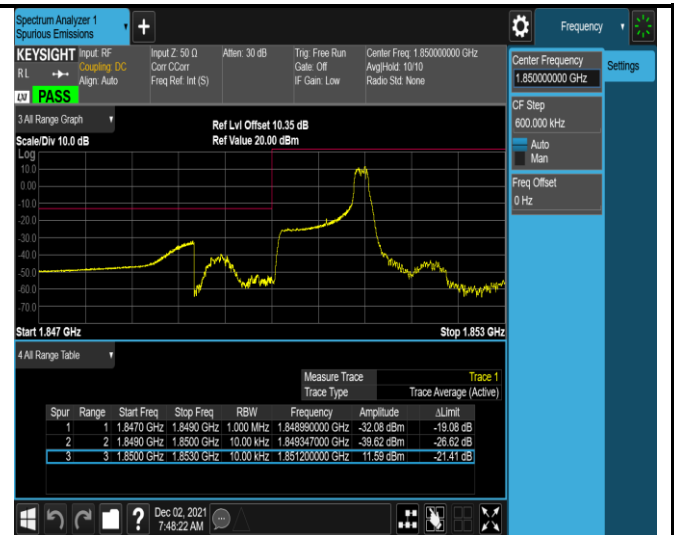 Spectrum Analyzer 1
Spurious Emissions
+
Frequency
KEYSIGHT Input: RF Input Z: 50 Ω Atten: 30 dB Trig: Free Run Center Freq: 1.850000000 GHz
RL Coupling: DC Corr CCorr Gate: Off Avg|Hold: 10/10
Align: Auto Freq Ref: Int (S) IF Gain: Low Radio Std: None
LXI PASS
Center Frequency
1.850000000 GHz
Settings
CF Step
600.000 kHz
Auto
Man
Freq Offset
0 Hz
3 All Range Graph
Ref Lvl Offset 10.35 dB
Scale/Div 10.0 dB Ref Value 20.00 dBm
Log
10.0
0.00
-10.0
-20.0
-30.0
-40.0
-50.0
-60.0
-70.0
Start 1.847 GHz Stop 1.853 GHz
4 All Range Table
Measure Trace Trace 1
Trace Type Trace Average (Active)
Spur Range Start Freq Stop Freq RBW Frequency Amplitude ΔLimit
1 1 1.8470 GHz 1.8490 GHz 1.000 MHz 1.848990000 GHz -32.08 dBm -19.08 dB
2 2 1.8490 GHz 1.8500 GHz 10.00 kHz 1.849347000 GHz -39.62 dBm -26.62 dB
3 3 1.8500 GHz 1.8530 GHz 10.00 kHz 1.851200000 GHz 11.59 dBm -21.41 dB
? Dec 02, 2021
7:48:22 AM